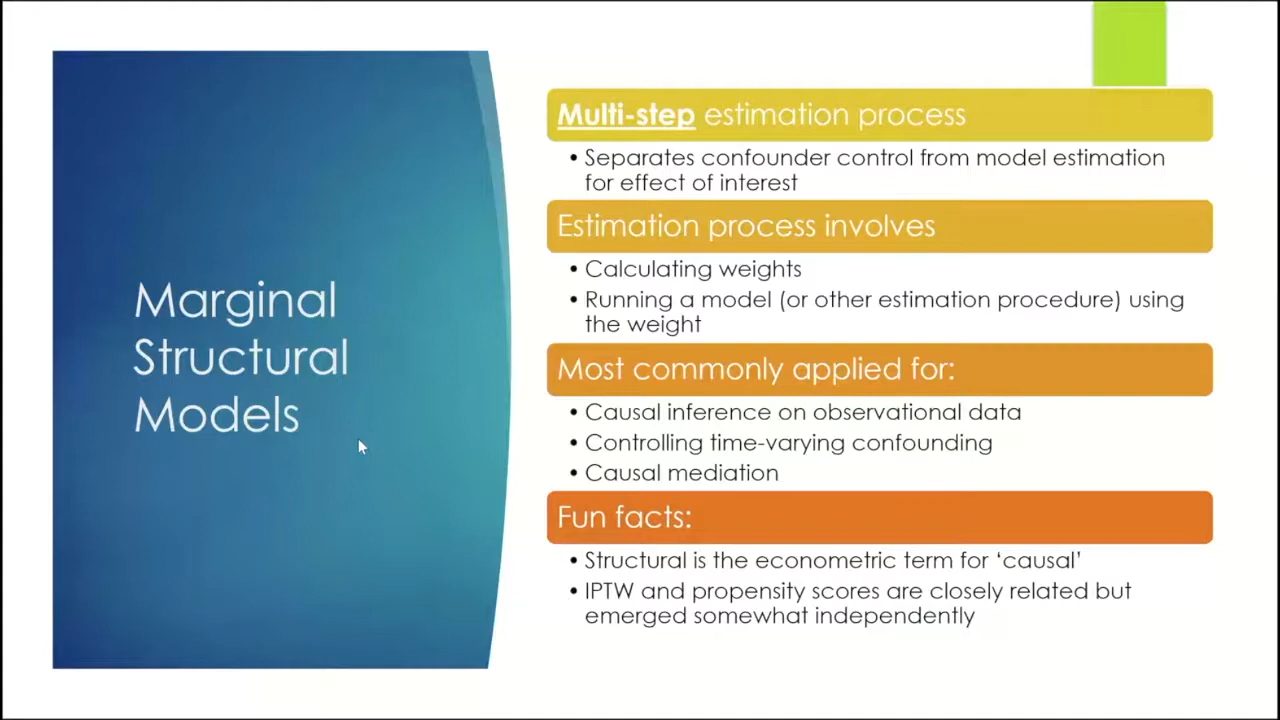 Marginal
Structural
Models
Multi-step estimation process
• Separates confounder control from model estimation
for effect of interest
Estimation process involves
• Calculating weights
• Running a model (or other estimation procedure) using
the weight
Most commonly applied for:
• Causal inference on observational data
• Controlling time-varying confounding
• Causal mediation
Fun facts:
• Structural is the econometric term for ‘causal’
• IPTW and propensity scores are closely related but
emerged somewhat independently